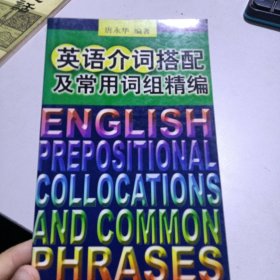 唐永华 编著
英语介词搭配
及常用词组精编
ENGLISH
PREPOSITIONAL
COLLOCATIONS
AND COMMON
PHRASES